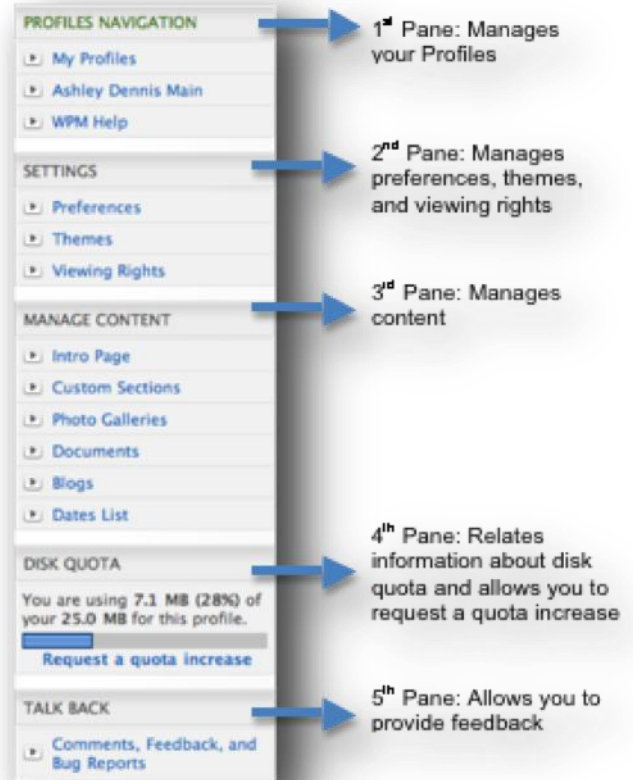 PROFILES NAVIGATION
My Profiles
Ashley Dennis Main
WPM Help
SETTINGS
Preferences
Themes
Viewing Rights
MANAGE CONTENT
Intro Page
Custom Sections
Photo Galleries
Documents
Blogs
Dates List
DISK QUOTA
You are using 7.1 MB (28%) of
your 25.0 MB for this profile.
Request a quota increase
TALK BACK
Comments, Feedback, and
Bug Reports
1st Pane: Manages
your Profiles
2nd Pane: Manages
preferences, themes,
and viewing rights
3rd Pane: Manages
content
4th Pane: Relates
information about disk
quota and allows you to
request a quota increase
5th Pane: Allows you to
provide feedback